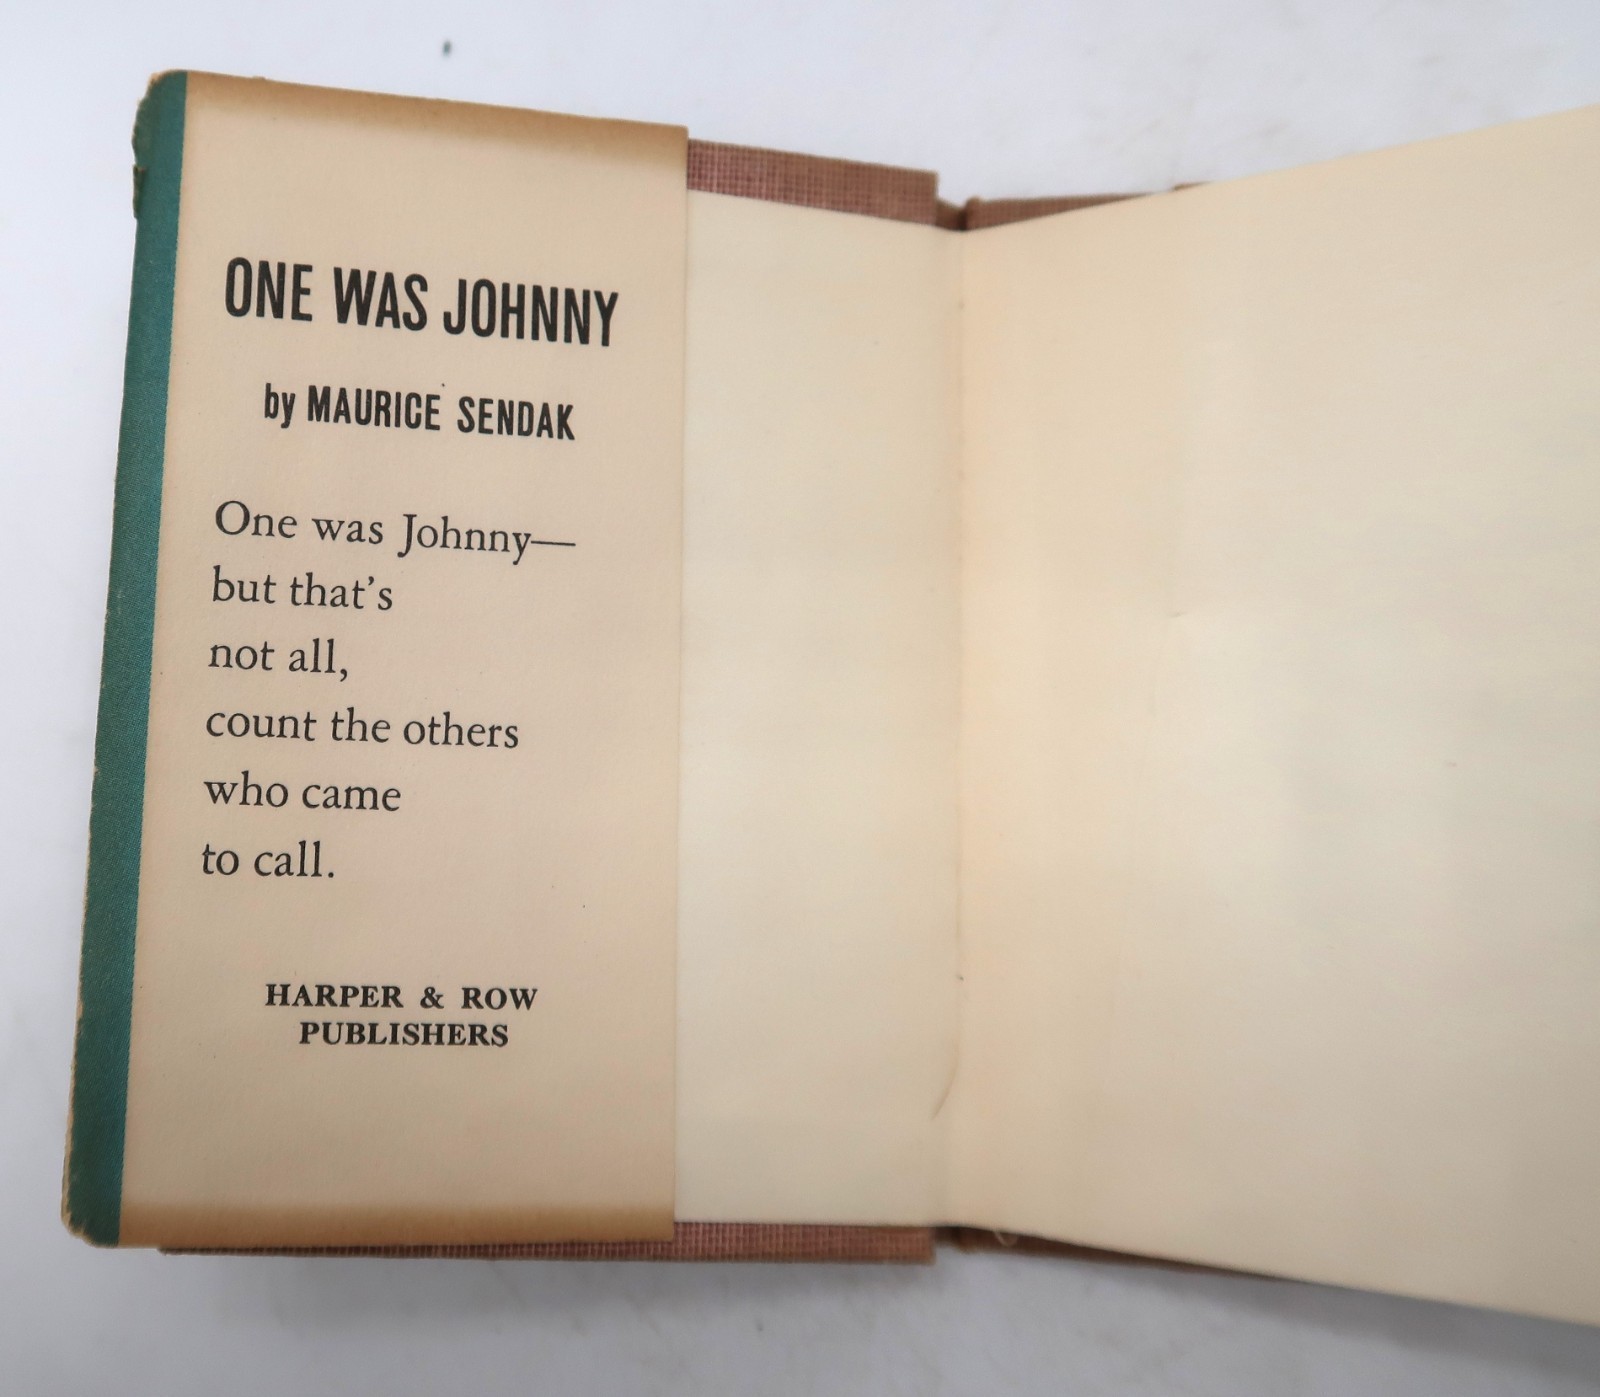 ONE WAS JOHNNY
by MAURICE SENDAK
One was Johnny—
but that's
not all,
count the others
who came
to call.
HARPER & ROW
PUBLISHERS